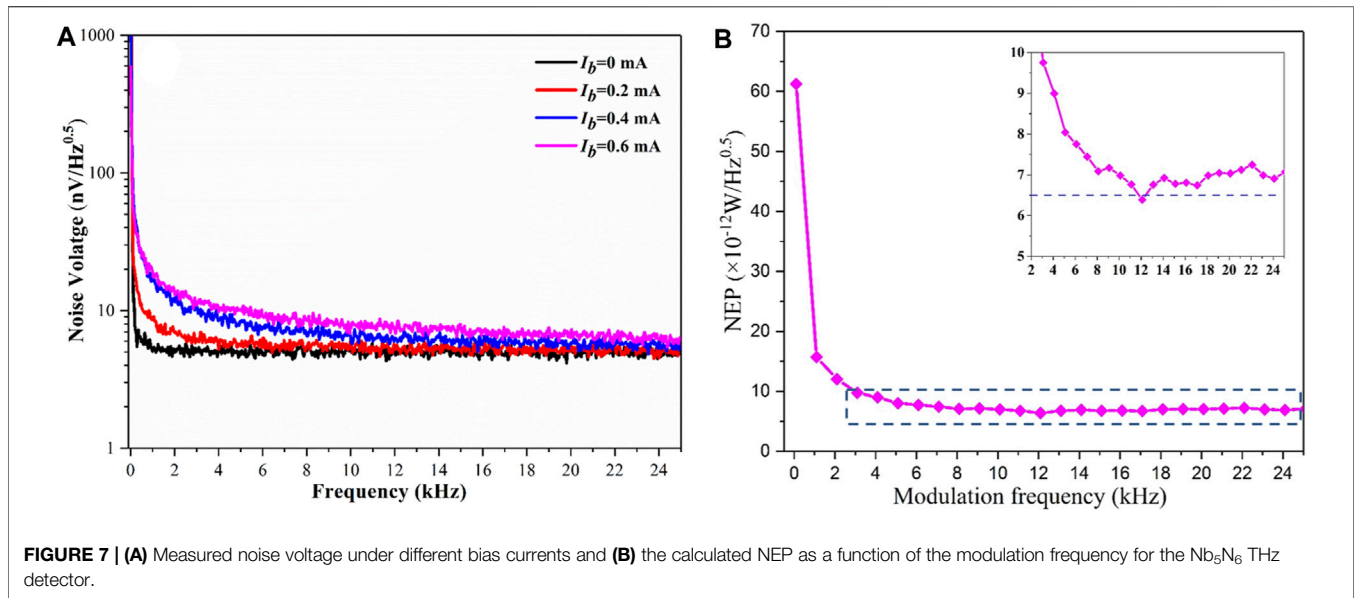 A
1000
100
10
1
Noise Volatge (nV/Hz^0.5)
I_b=0 mA
I_b=0.2 mA
I_b=0.4 mA
I_b=0.6 mA
0 2 4 6 8 10 12 14 16 18 20 22 24
Frequency (kHz)
B
70
60
50
40
30
20
10
0
NEP (×10^-12W/Hz^0.5)
10
9
8
7
6
5
2 4 6 8 10 12 14 16 18 20 22 24
0 2 4 6 8 10 12 14 16 18 20 22 24
Modulation frequency (kHz)
FIGURE 7 | (A) Measured noise voltage under different bias currents and (B) the calculated NEP as a function of the modulation frequency for the Nb₅N₆ THz
detector.